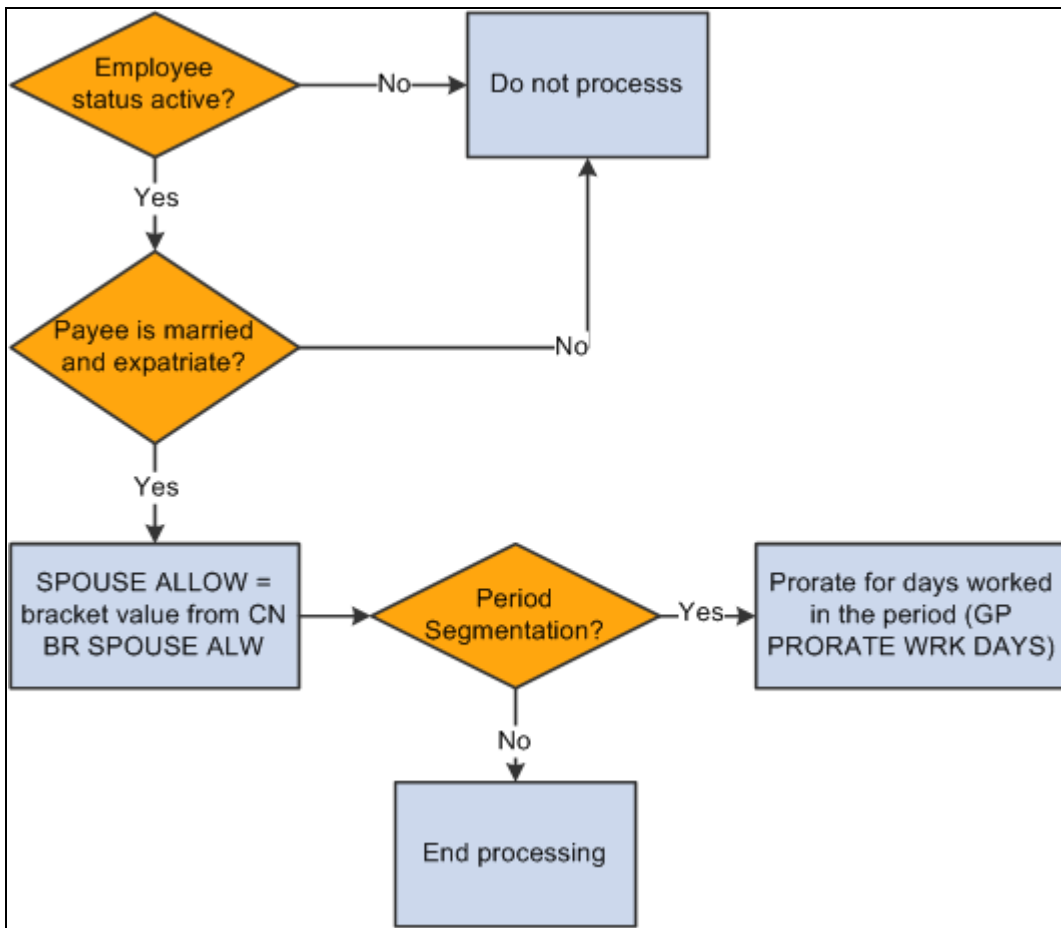 Employee
status active?
No
Do not processs
Yes
Payee is married
and expatriate?
No
Yes
SPOUSE ALLOW =
bracket value from CN
BR SPOUSE ALW
Period
Segmentation?
Yes
Prorate for days worked
in the period (GP
PRORATE WRK DAYS)
No
End processing